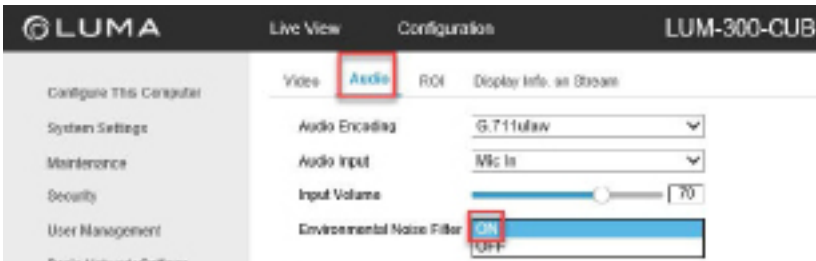 LUMA Live View Configuration LUM-300-CUB
Video Audio ROI Display Info. on Stream
Configure This Computer
System Settings
Maintenance
Security
User Management
Audio Encoding G.711ulaw
Audio Input Mic In
Input Volume 70
Environmental Noise Filter ON
OFF